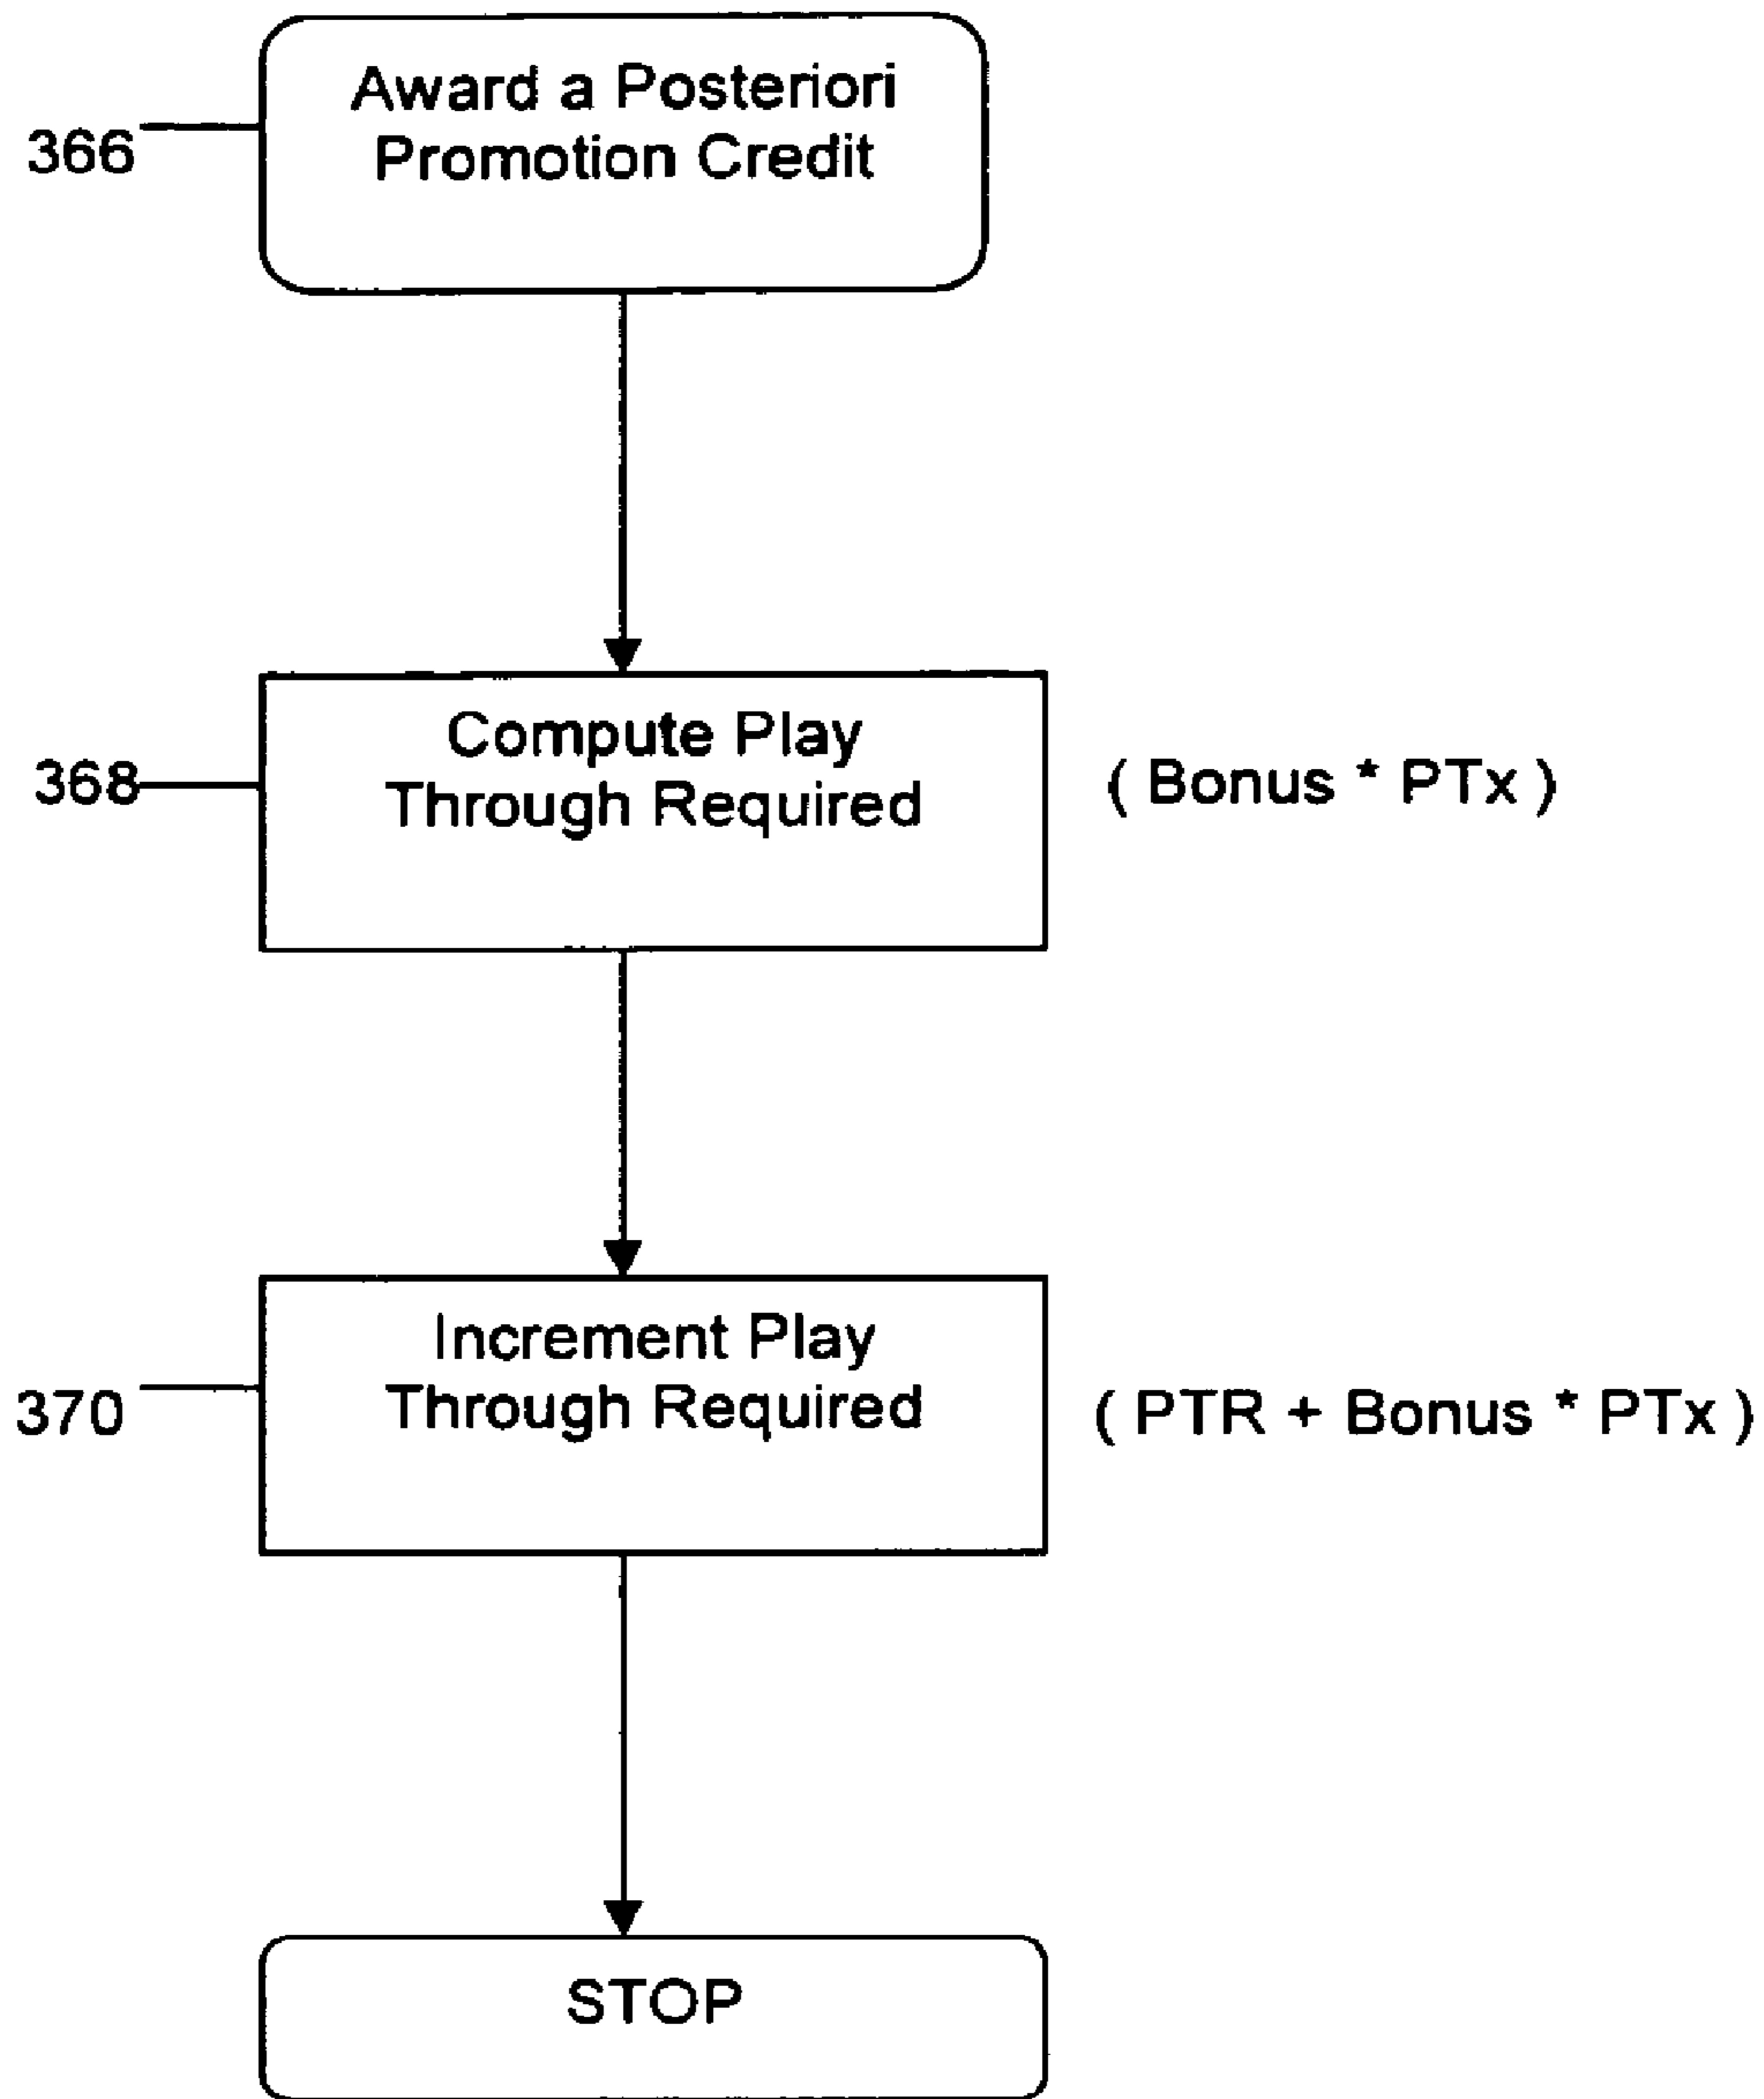 Award a Posteriori
Promotion Credit
366
Compute Play
Through Required
368
( Bonus * PTx )
Increment Play
Through Required
370
( PTR + Bonus * PTx )
STOP